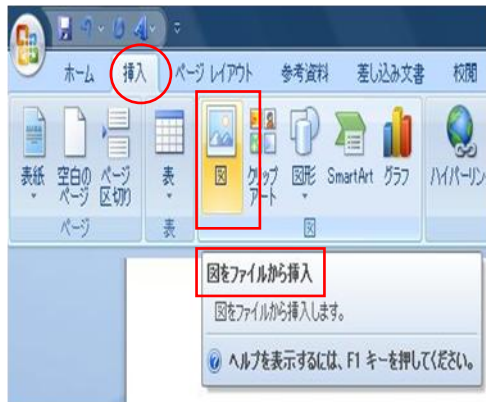 ホーム 挿入 ページ レイアウト 参考資料 差し込み文書 校閲
表紙 空白の ページ ページ 区切り 表 図 クリップ アート 図形 SmartArt グラフ ハイパーリン
ページ 表 図
図をファイルから挿入
図をファイルから挿入します。
ヘルプを表示するには、F1 キーを押してください。